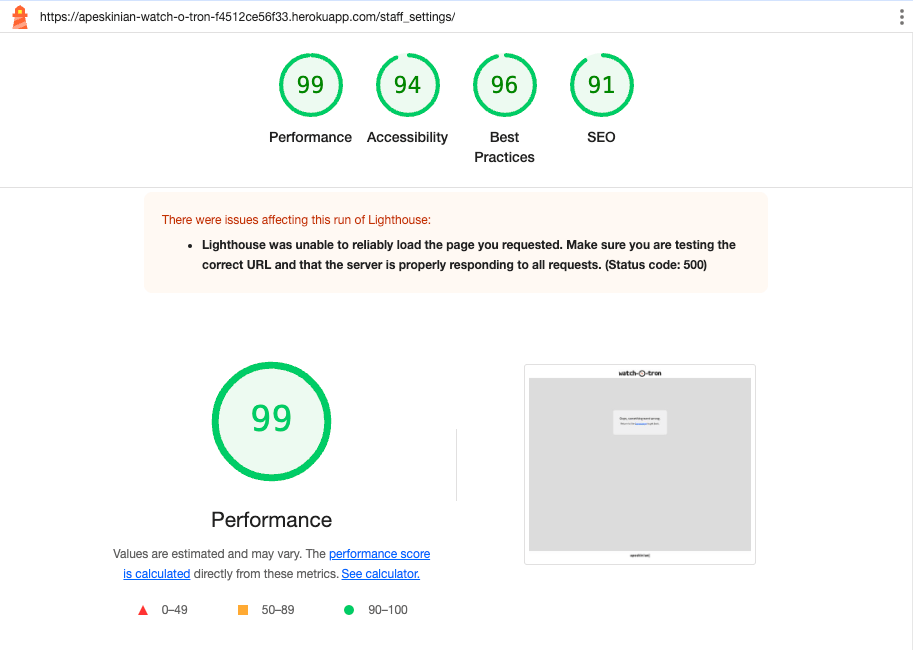 https://apeskinian-watch-o-tron-f4512ce56f33.herokuapp.com/staff_settings/
99
94
96
91
Performance
Accessibility
Best
Practices
SEO
There were issues affecting this run of Lighthouse:
• Lighthouse was unable to reliably load the page you requested. Make sure you are testing the
correct URL and that the server is properly responding to all requests. (Status code: 500)
99
Performance
Values are estimated and may vary. The performance score
is calculated directly from these metrics. See calculator.
0–49
50–89
90–100
watch-o-tron